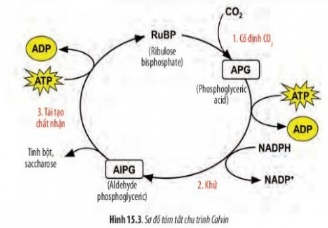 CO₂
RuBP
(Ribulose
bisphosphate)
1. Cố định CO₂
APG
(Phosphoglyceric
acid)
ATP
ADP
NADPH
NADP⁺
2. Khử
AlPG
(Aldehyde
phosphoglyceric)
Tinh bột,
saccharose
3. Tái tạo
chất nhận
ATP
ADP
Hình 15.3. Sơ đồ tóm tắt chu trình Calvin